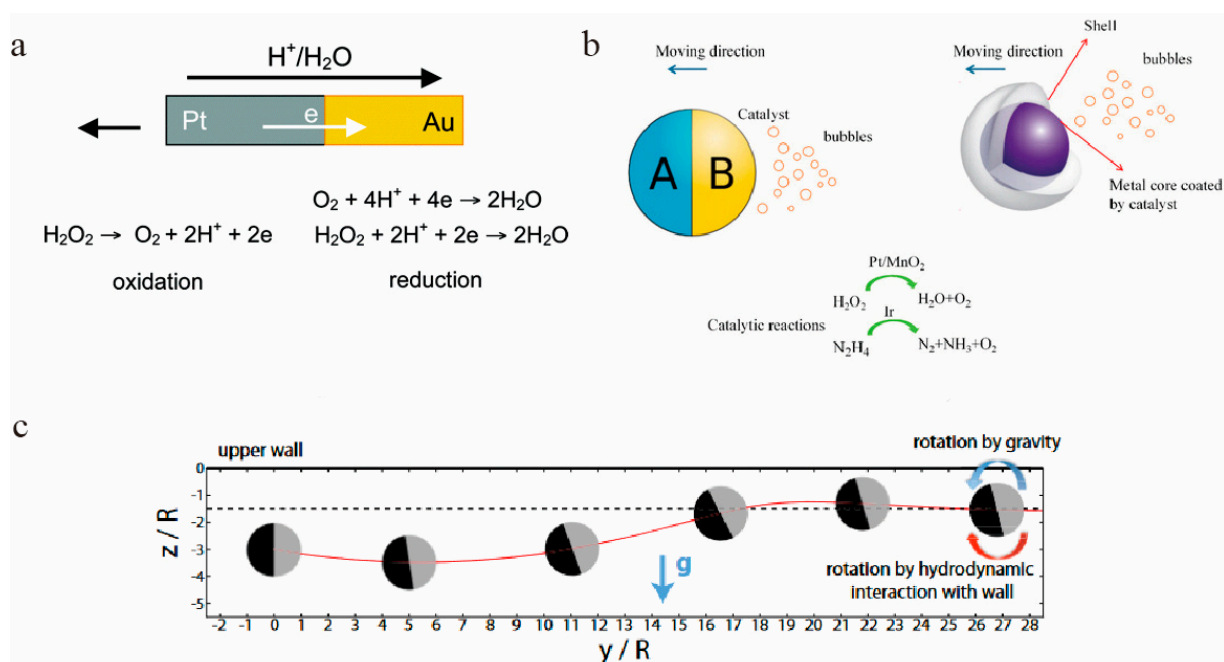 a
H⁺/H₂O
Pt
e
Au
O₂ + 4H⁺ + 4e → 2H₂O
H₂O₂ → O₂ + 2H⁺ + 2e
H₂O₂ + 2H⁺ + 2e → 2H₂O
oxidation
reduction
b
Moving direction
Catalyst
bubbles
A
B
Shell
Moving direction
bubbles
Metal core coated
by catalyst
Pt/MnO₂
H₂O₂
H₂O+O₂
Catalytic reactions
Ir
N₂H₄
N₂+NH₃+O₂
c
upper wall
rotation by gravity
z / R
0
-1
-2
-3
-4
-5
g
rotation by hydrodynamic
interaction with wall
-2 -1 0 1 2 3 4 5 6 7 8 9 10 11 12 13 14 15 16 17 18 19 20 21 22 23 24 25 26 27 28
y / R